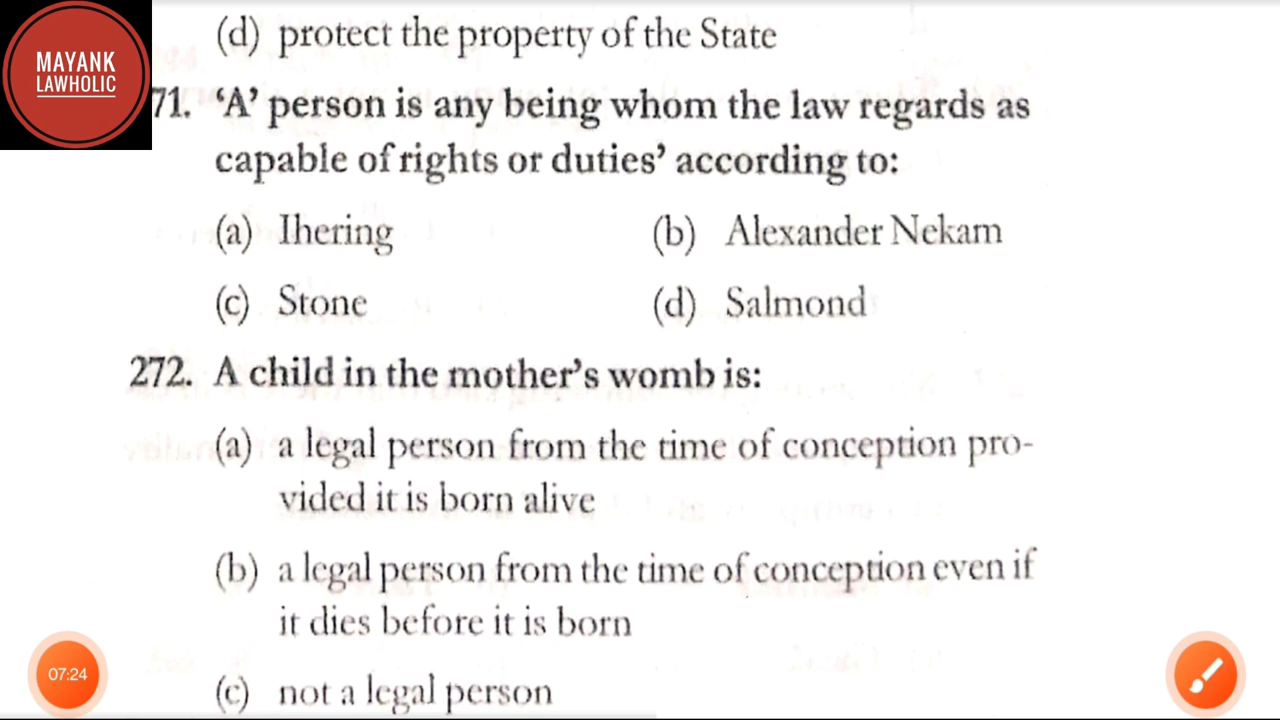 MAYANK
LAWHOLIC
(d) protect the property of the State
71. ‘A’ person is any being whom the law regards as
capable of rights or duties’ according to:
(a) Ihering (b) Alexander Nekam
(c) Stone (d) Salmond
272. A child in the mother’s womb is:
(a) a legal person from the time of conception pro-
vided it is born alive
(b) a legal person from the time of conception even if
it dies before it is born
07:24
(c) not a legal person